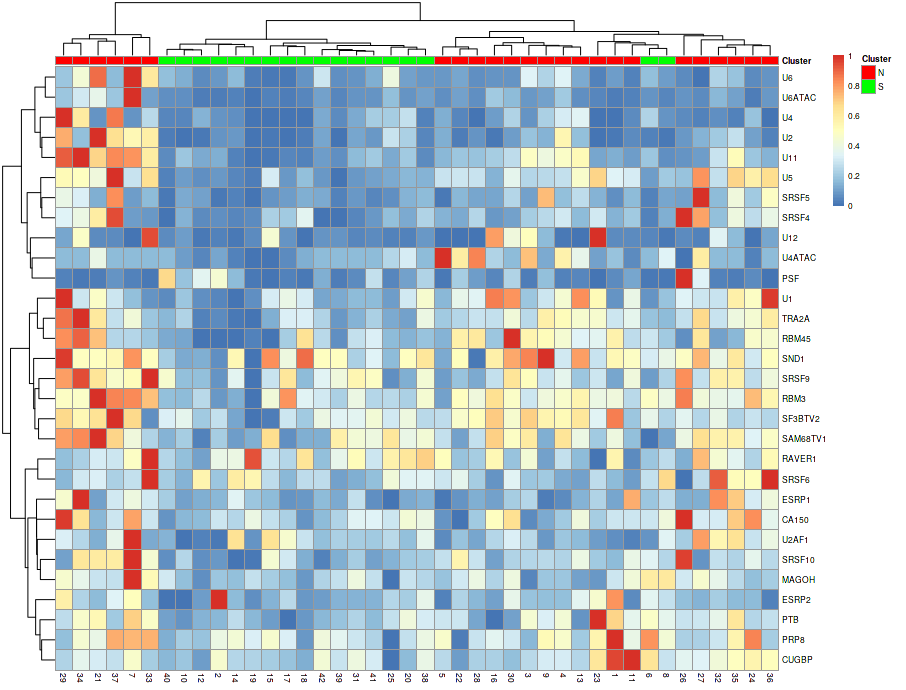 Cluster
1
Cluster
N
S
0.8
0.6
0.4
0.2
0
U6
U6ATAC
U4
U2
U11
U5
SRSF5
SRSF4
U12
U4ATAC
PSF
U1
TRA2A
RBM45
SND1
SRSF9
RBM3
SF3BTV2
SAM68TV1
RAVER1
SRSF6
ESRP1
CA150
U2AF1
SRSF10
MAGOH
ESRP2
PTB
PRP8
CUGBP
29 34 21 37 7 33 40 10 12 2 14 19 15 17 18 42 39 31 41 25 20 38 5 22 28 16 30 3 9 4 13 23 1 11 6 8 26 27 32 35 24 36